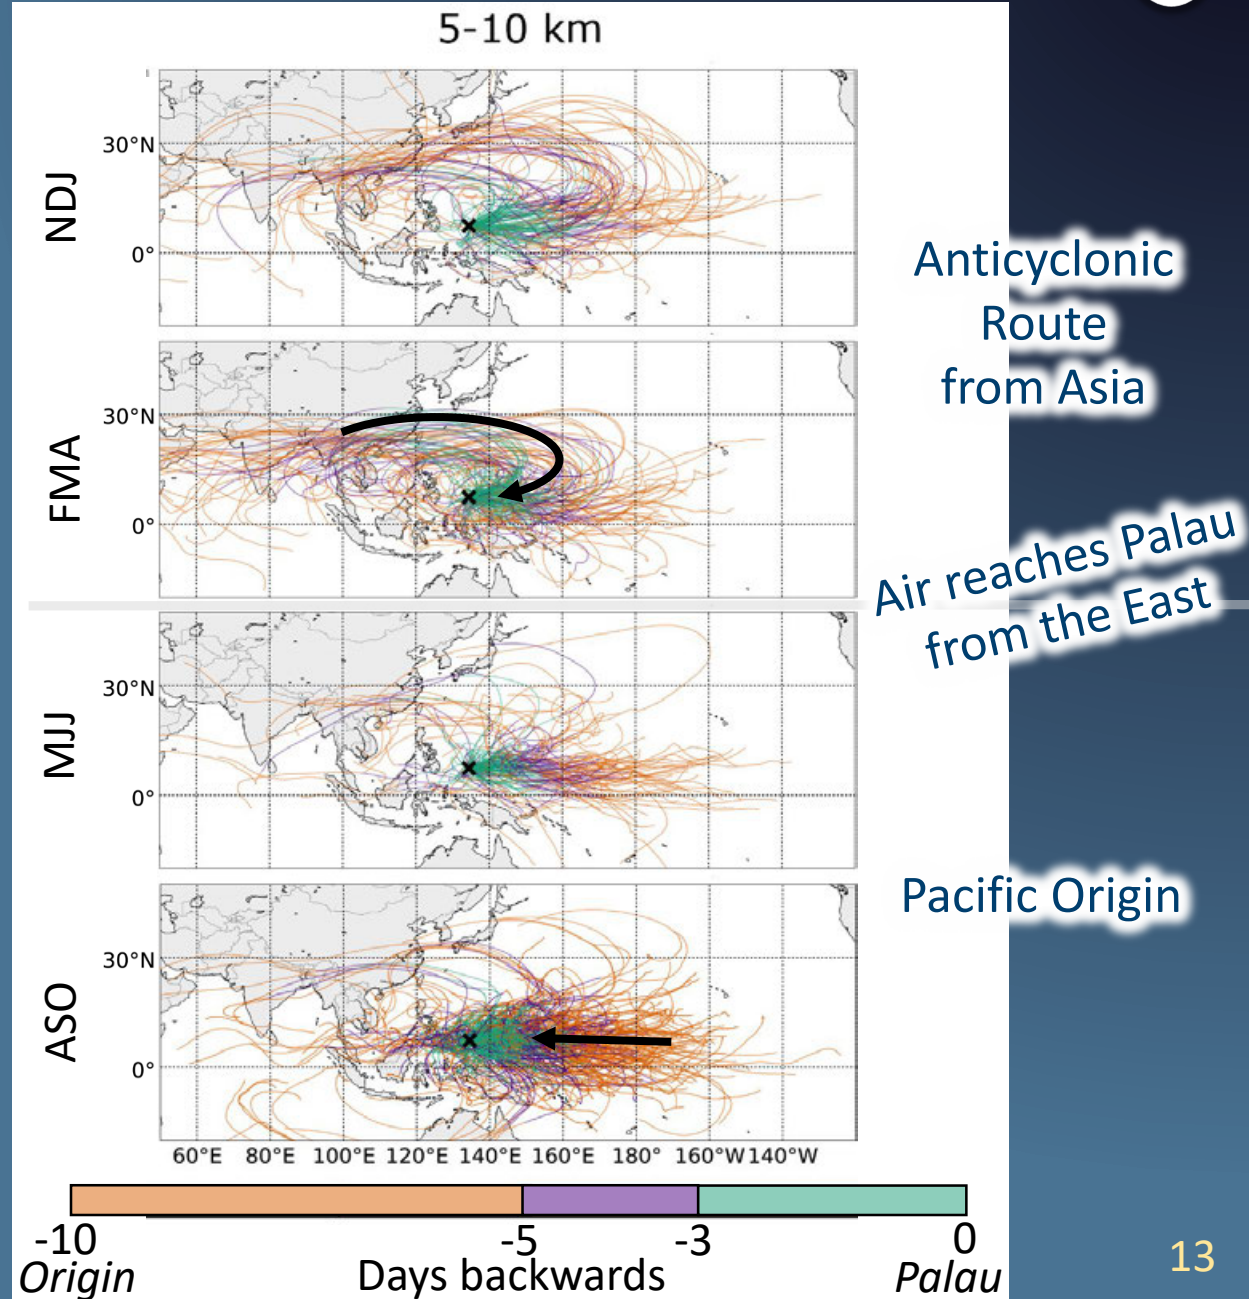 5-10 km
NDJ
30°N
0°
Anticyclonic
Route
from Asia
FMA
30°N
0°
Air reaches Palau
from the East
MJJ
30°N
0°
Pacific Origin
ASO
30°N
0°
60°E 80°E 100°E 120°E 140°E 160°E 180° 160°W 140°W
-10 -5 -3 0
Origin Days backwards Palau
13